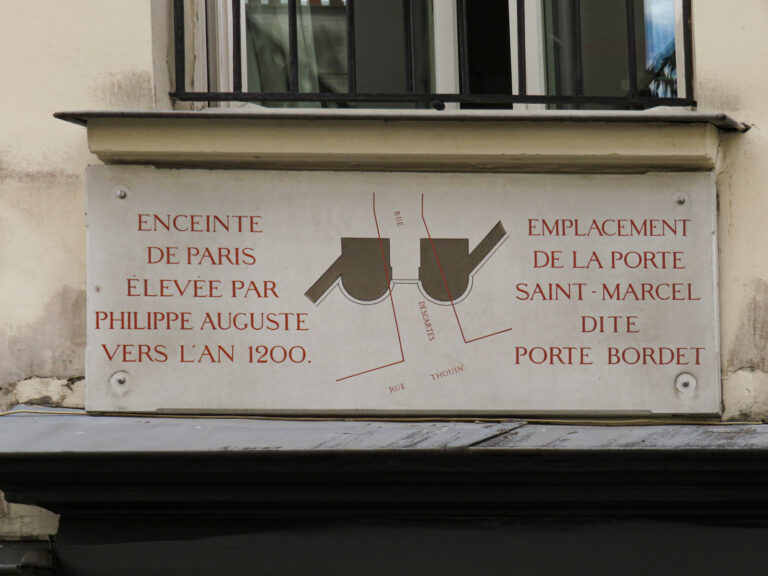 ENCEINTE
DE PARIS
ÉLEVÉE PAR
PHILIPPE AUGUSTE
VERS L'AN 1200.
RUE
DESCARTES
RUE THOUIN
EMPLACEMENT
DE LA PORTE
SAINT-MARCEL
DITE
PORTE BORDET